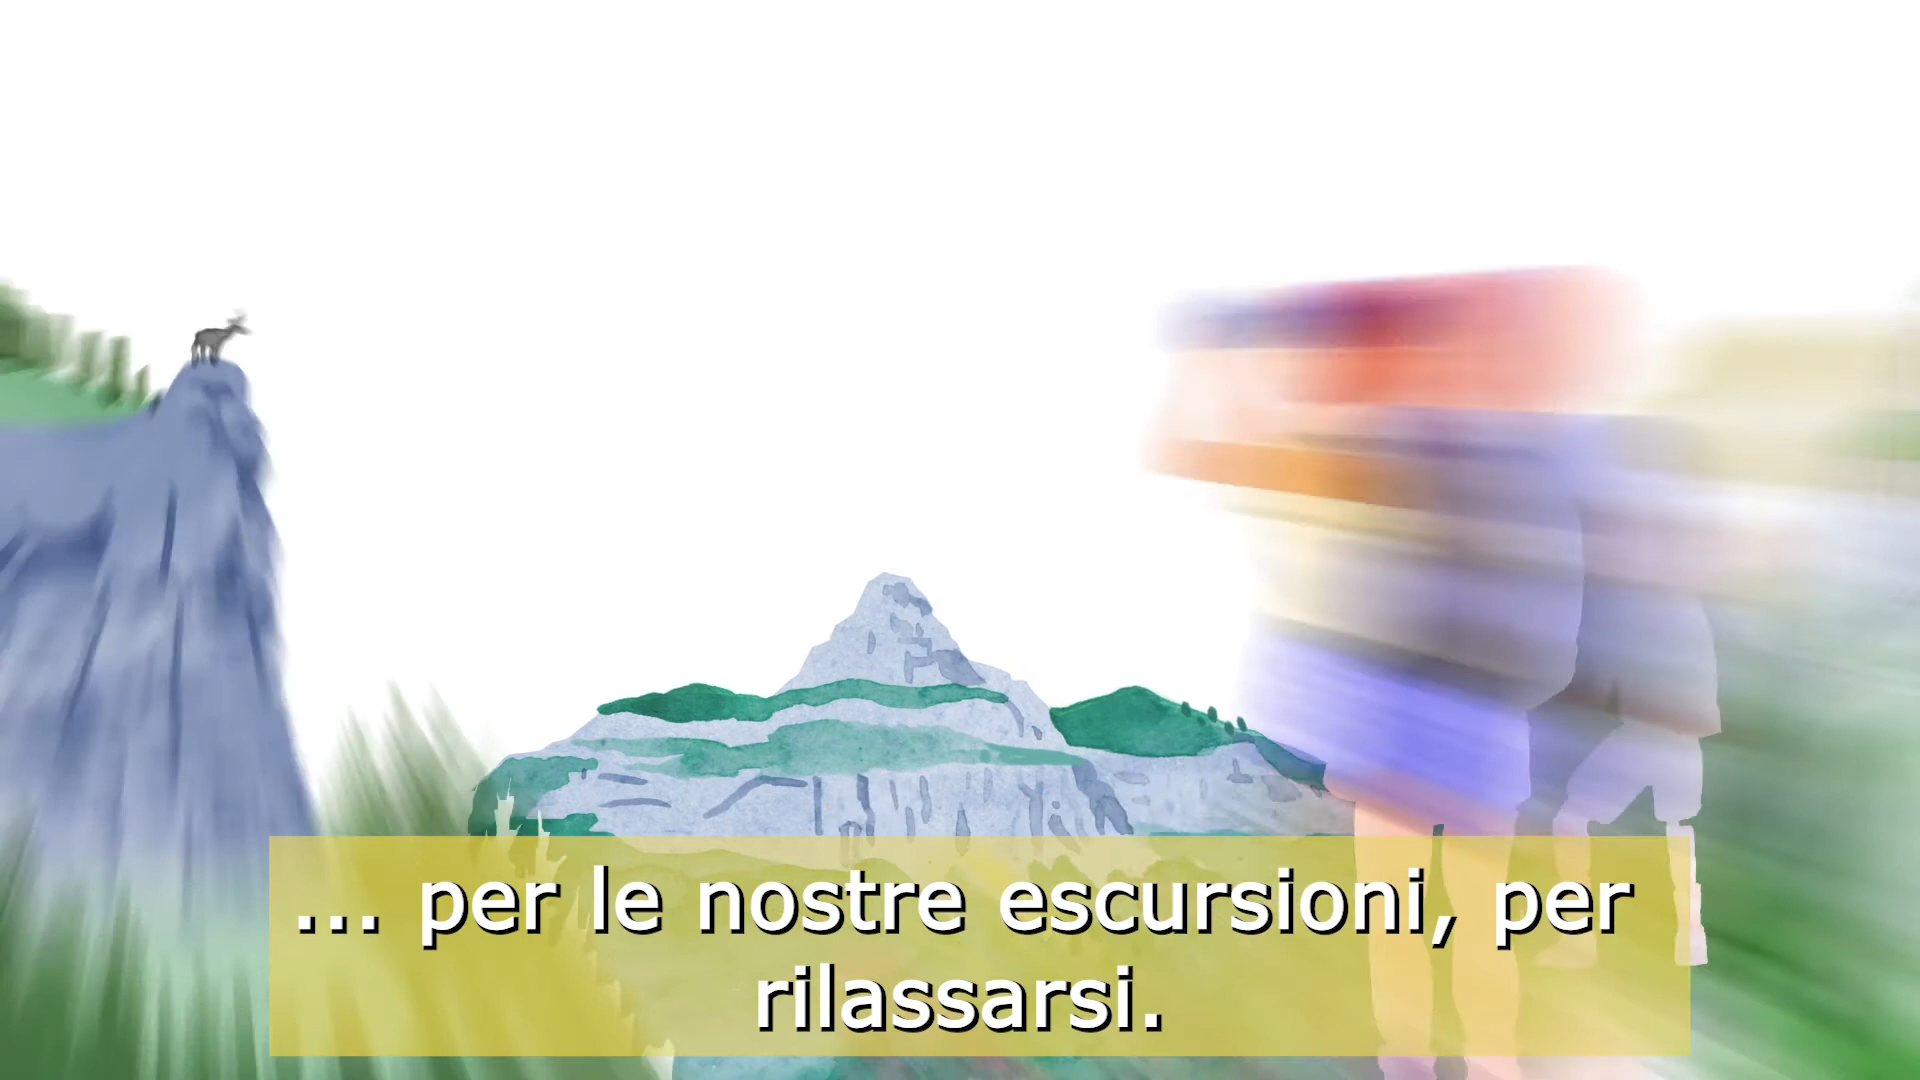 ... per le nostre escursioni, per
rilassarsi.